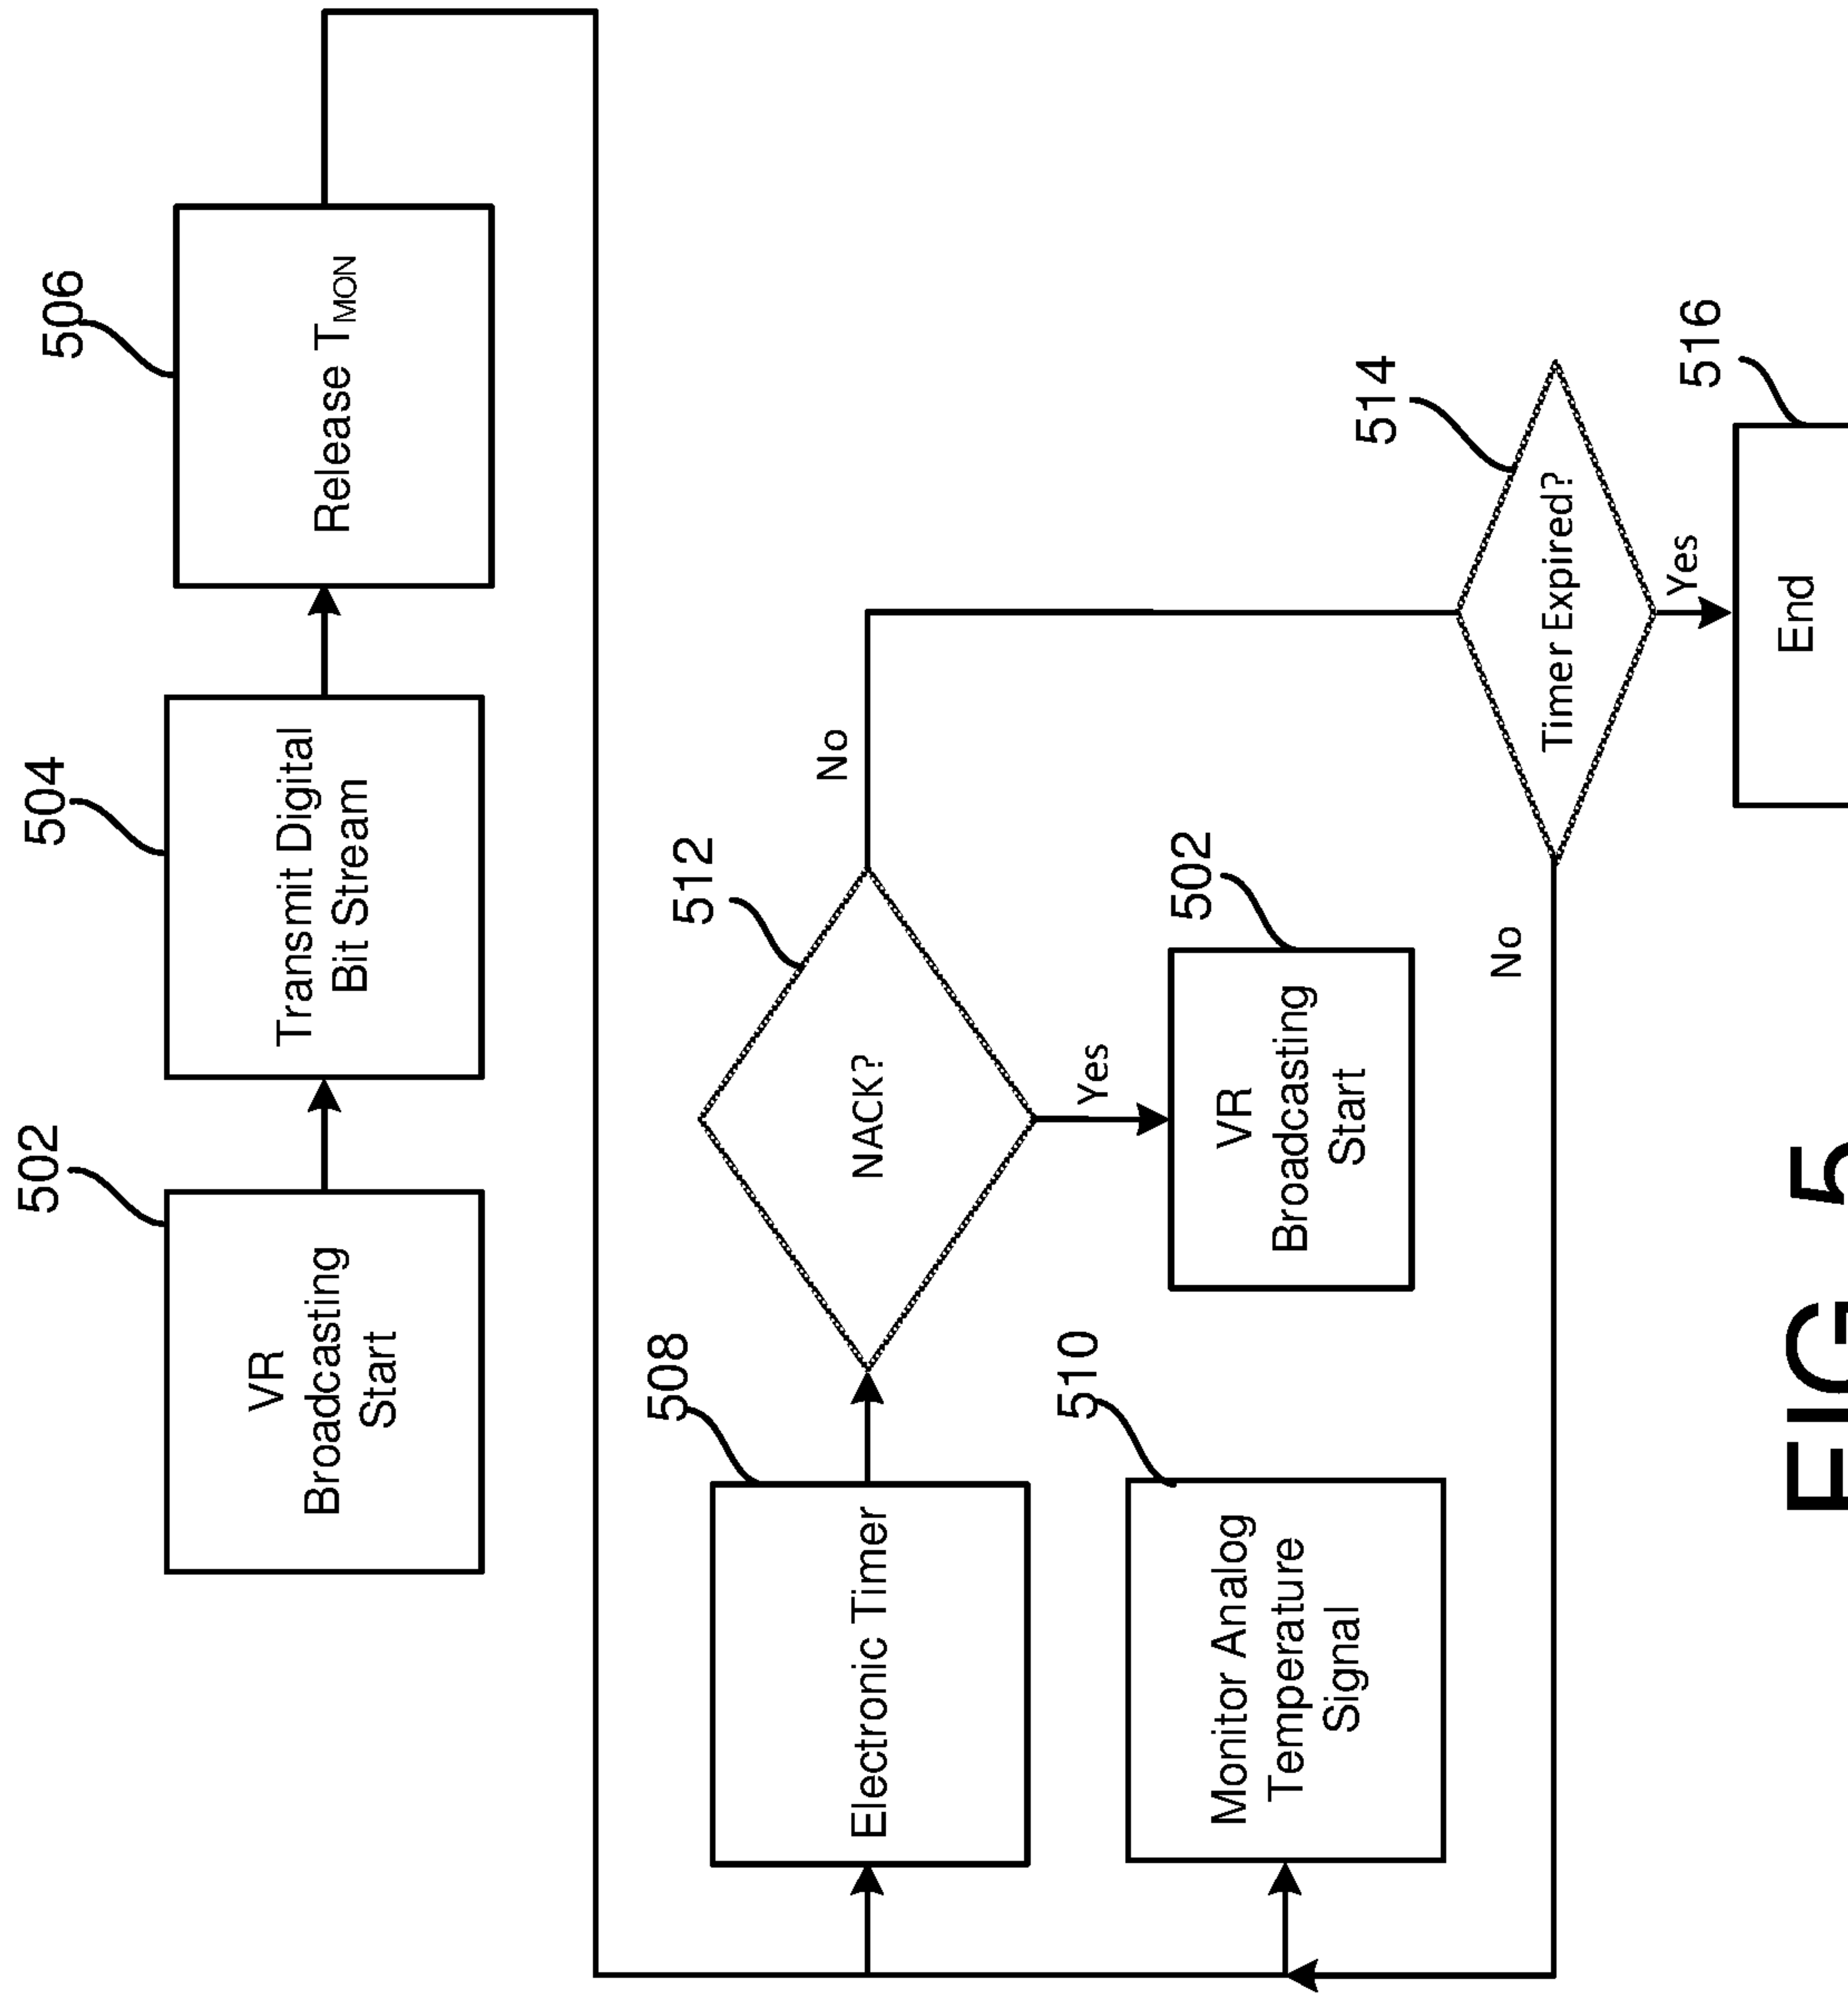 502
VR
Broadcasting
Start
504
Transmit Digital
Bit Stream
506
Release TMON
508
Electronic Timer
512
NACK?
No
510
Monitor Analog
Temperature
Signal
Yes
502
VR
Broadcasting
Start
514
Timer Expired?
No
Yes
516
End
FIG. 5